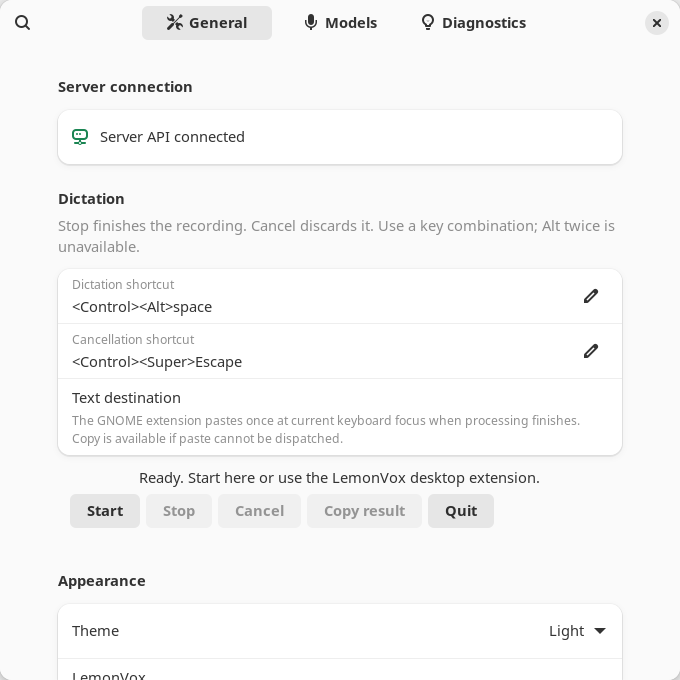 General
Models
Diagnostics
Server connection
Server API connected
Dictation
Stop finishes the recording. Cancel discards it. Use a key combination; Alt twice is
unavailable.
Dictation shortcut
<Control><Alt>space
Cancellation shortcut
<Control><Super>Escape
Text destination
The GNOME extension pastes once at current keyboard focus when processing finishes.
Copy is available if paste cannot be dispatched.
Ready. Start here or use the LemonVox desktop extension.
Start
Stop
Cancel
Copy result
Quit
Appearance
Theme
Light
LemonVox